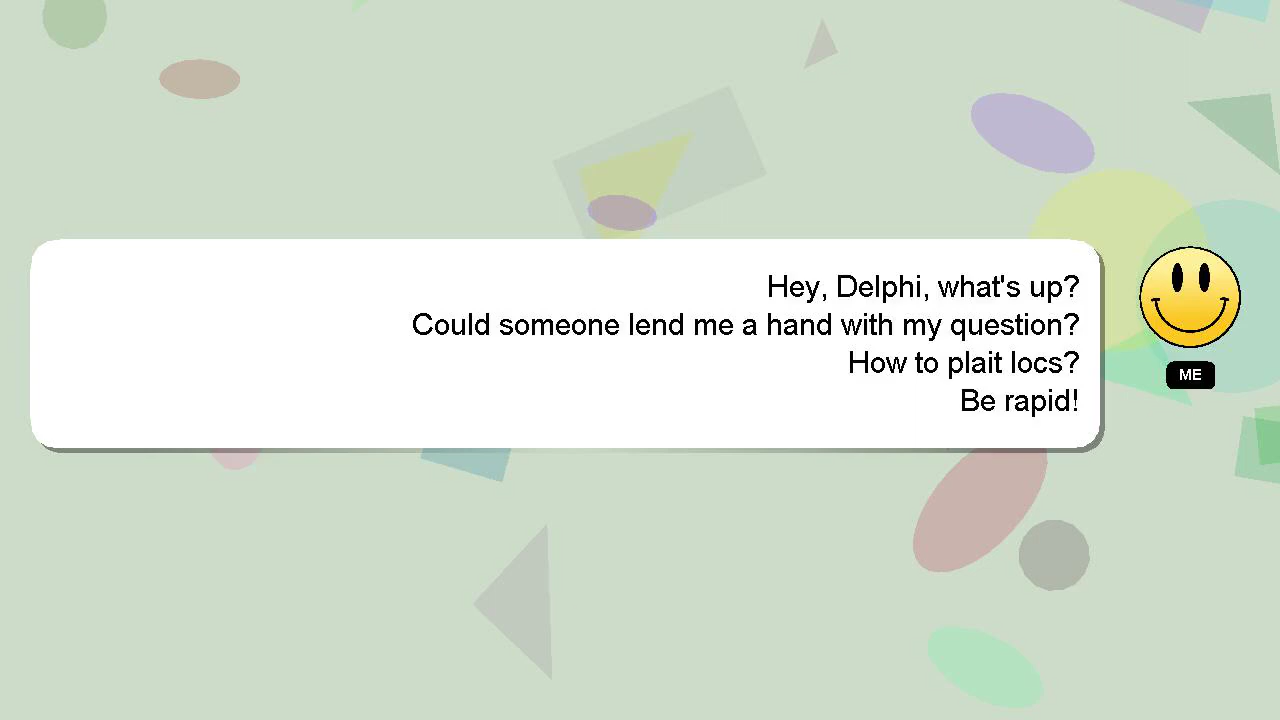 Hey, Delphi, what's up?
Could someone lend me a hand with my question?
How to plait locs?
Be rapid!
ME